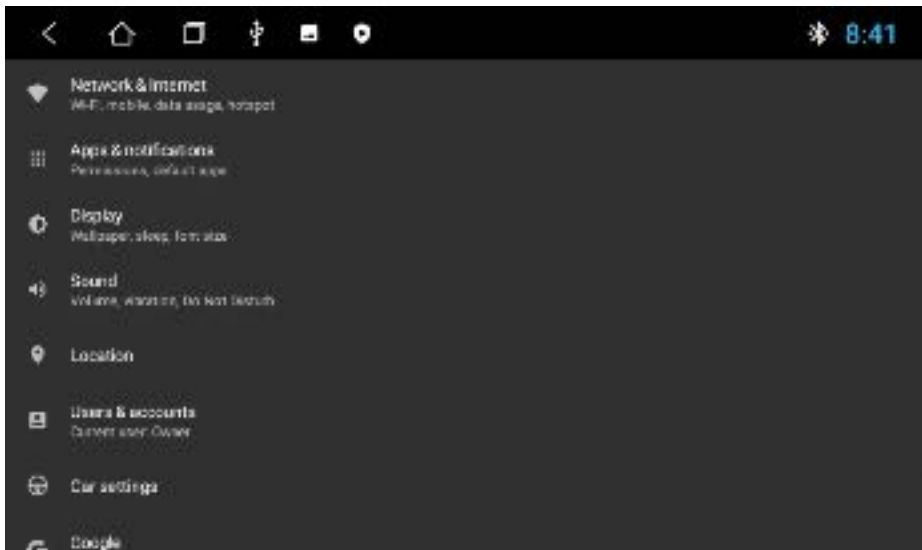 8:41
Network & Internet
Wi-Fi, mobile, data usage, hotspot
Apps & notifications
Permissions, default apps
Display
Wallpaper, sleep, font size
Sound
Volume, vibration, Do Not Disturb
Location
Users & accounts
Current user: Owner
Car settings
Google